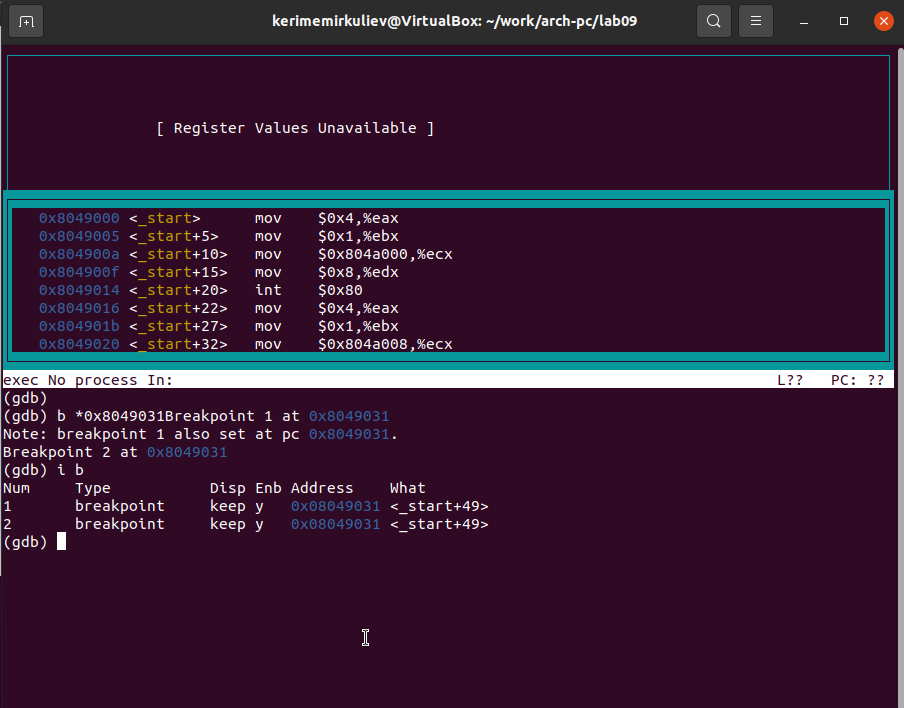 kerimemirkuliev@VirtualBox: ~/work/arch-pc/lab09
[ Register Values Unavailable ]
0x8049000 <_start>      mov    $0x4,%eax
0x8049005 <_start+5>    mov    $0x1,%ebx
0x804900a <_start+10>   mov    $0x804a000,%ecx
0x804900f <_start+15>   mov    $0x8,%edx
0x8049014 <_start+20>   int    $0x80
0x8049016 <_start+22>   mov    $0x4,%eax
0x804901b <_start+27>   mov    $0x1,%ebx
0x8049020 <_start+32>   mov    $0x804a008,%ecx
exec No process In:                                                                   L??   PC: ??
(gdb)
(gdb) b *0x8049031Breakpoint 1 at 0x8049031
Note: breakpoint 1 also set at pc 0x8049031.
Breakpoint 2 at 0x8049031
(gdb) i b
Num     Type           Disp Enb Address    What
1       breakpoint     keep y   0x08049031 <_start+49>
2       breakpoint     keep y   0x08049031 <_start+49>
(gdb)